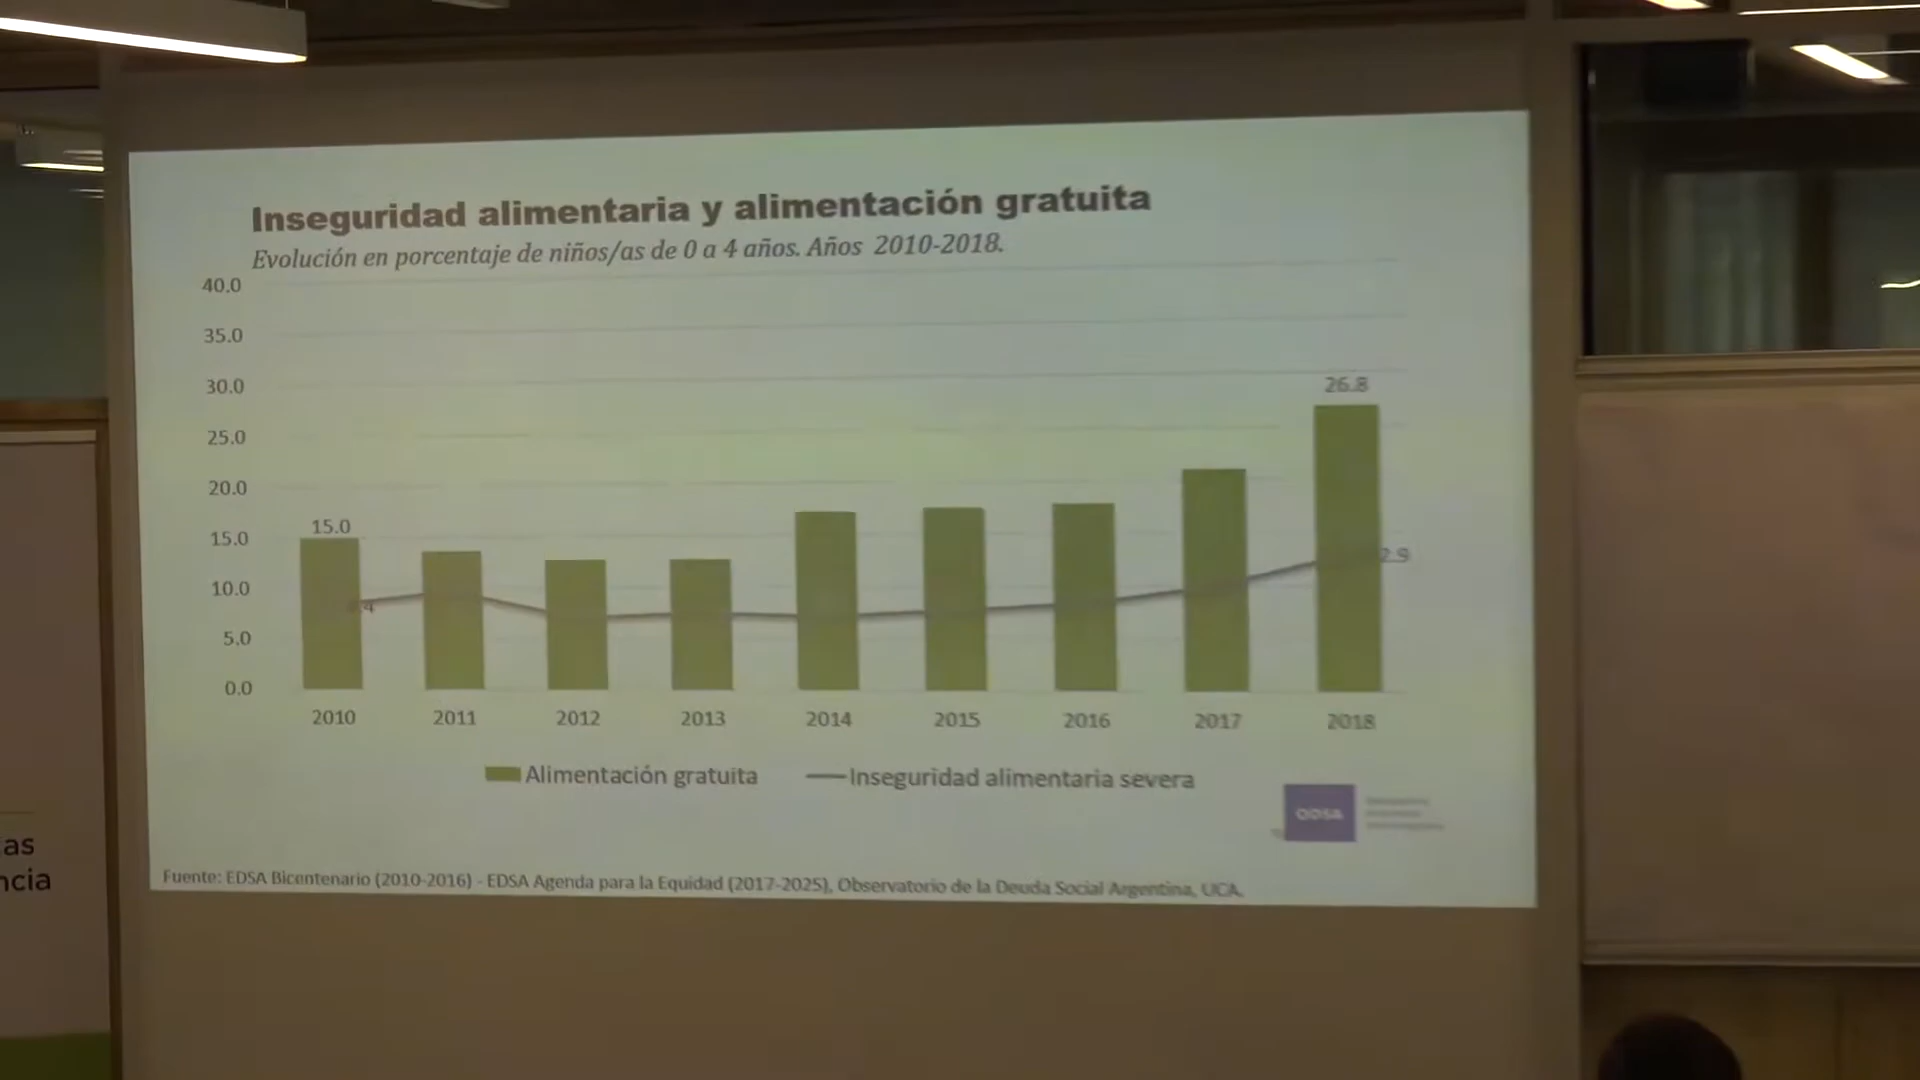 Inseguridad alimentaria y alimentación gratuita
Evolución en porcentaje de niños/as de 0 a 4 años. Años 2010-2018.
40.0
35.0
30.0
25.0
20.0
15.0
10.0
5.0
0.0
15.0
26.8
2.9
4
2010 2011 2012 2013 2014 2015 2016 2017 2018
Alimentación gratuita Inseguridad alimentaria severa
ODSA
Fuente: EDSA Bicentenario (2010-2016) - EDSA Agenda para la Equidad (2017-2025), Observatorio de la Deuda Social Argentina, UCA.
as
ncia